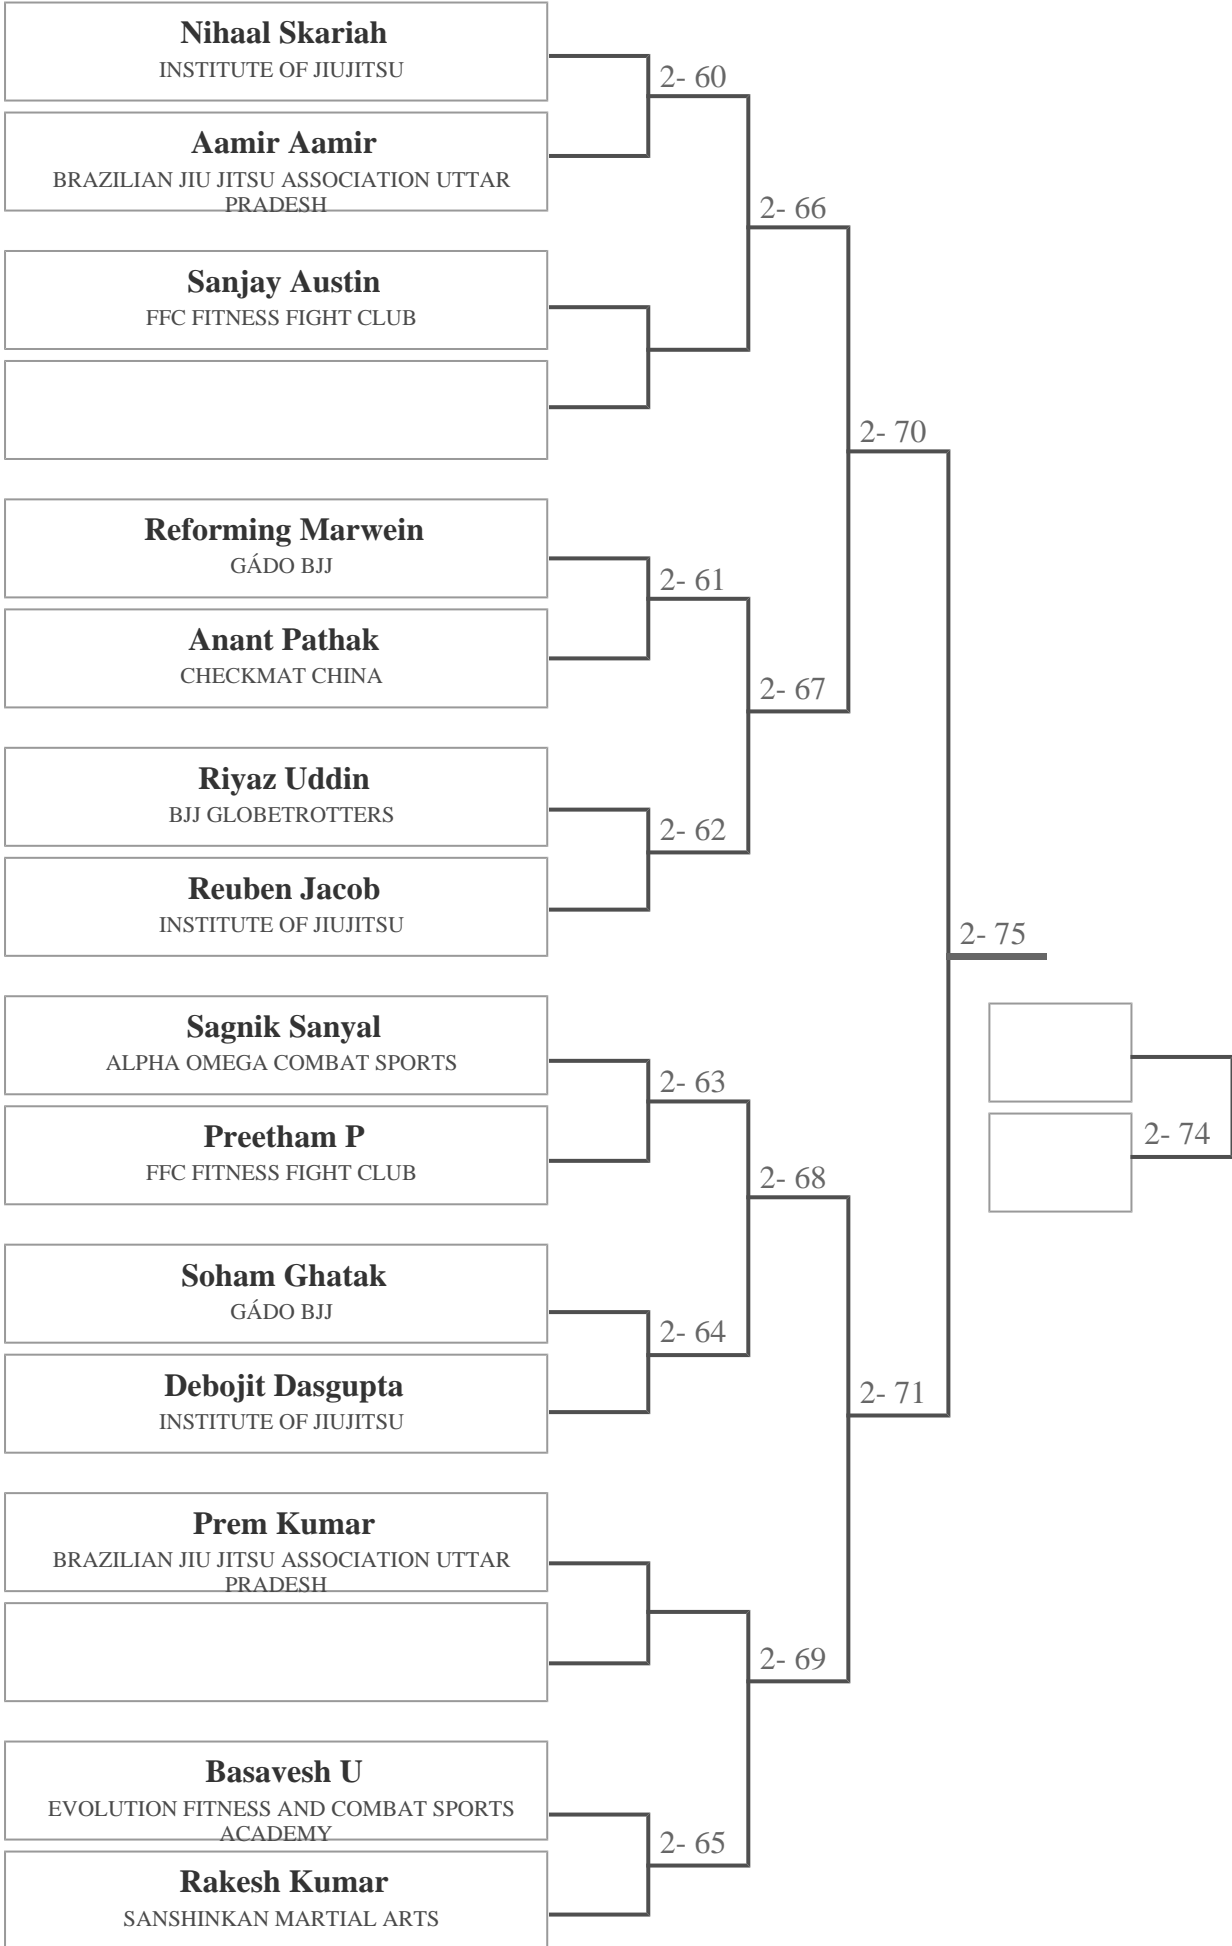 Nihaal Skariah
INSTITUTE OF JIUJITSU
2- 60
Aamir Aamir
BRAZILIAN JIU JITSU ASSOCIATION UTTAR
PRADESH
2- 66
Sanjay Austin
FFC FITNESS FIGHT CLUB
2- 70
Reforming Marwein
GÁDO BJJ
2- 61
Anant Pathak
CHECKMAT CHINA
2- 67
Riyaz Uddin
BJJ GLOBETROTTERS
2- 62
Reuben Jacob
INSTITUTE OF JIUJITSU
2- 75
Sagnik Sanyal
ALPHA OMEGA COMBAT SPORTS
2- 63
Preetham P
FFC FITNESS FIGHT CLUB
2- 74
2- 68
Soham Ghatak
GÁDO BJJ
2- 64
Debojit Dasgupta
INSTITUTE OF JIUJITSU
2- 71
Prem Kumar
BRAZILIAN JIU JITSU ASSOCIATION UTTAR
PRADESH
2- 69
Basavesh U
EVOLUTION FITNESS AND COMBAT SPORTS
ACADEMY
2- 65
Rakesh Kumar
SANSHINKAN MARTIAL ARTS